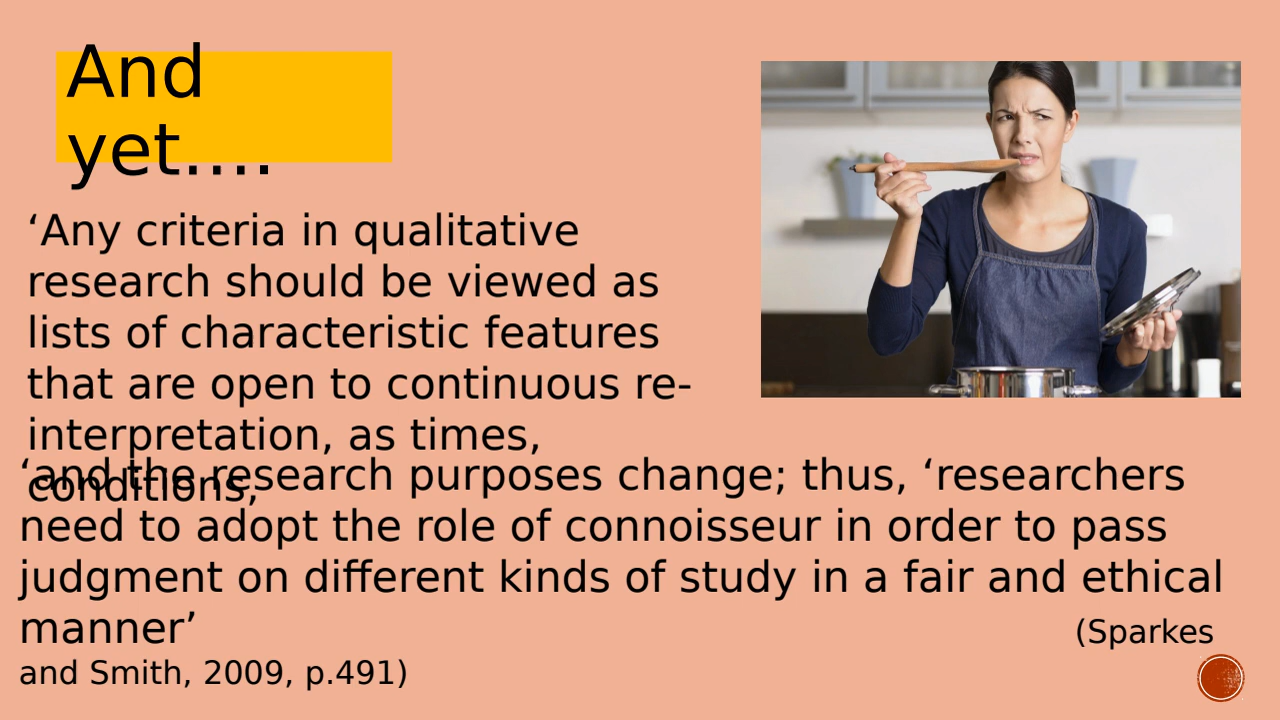 And
yet....
‘Any criteria in qualitative
research should be viewed as
lists of characteristic features
that are open to continuous re-
interpretation, as times,
conditions,
‘and the research purposes change; thus, ‘researchers
need to adopt the role of connoisseur in order to pass
judgment on different kinds of study in a fair and ethical
manner’ (Sparkes
and Smith, 2009, p.491)